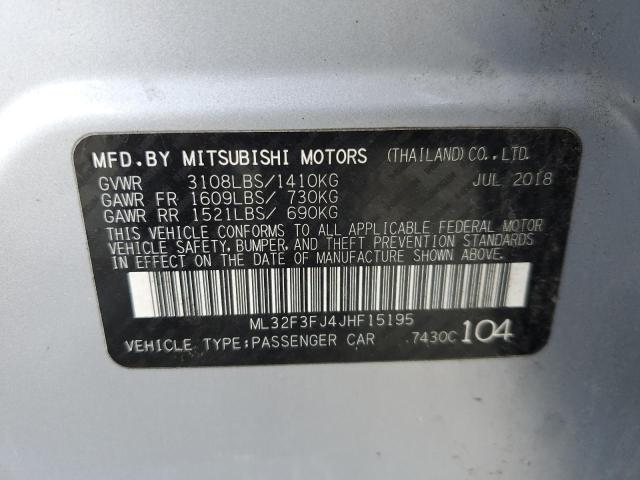 MFD.BY MITSUBISHI MOTORS (THAILAND)CO.,LTD.
GVWR 3108LBS/1410KG JUL 2018
GAWR FR 1609LBS/ 730KG
GAWR RR 1521LBS/ 690KG
THIS VEHICLE CONFORMS TO ALL APPLICABLE FEDERAL MOTOR
VEHICLE SAFETY, BUMPER, AND THEFT PREVENTION STANDARDS
IN EFFECT ON THE DATE OF MANUFACTURE SHOWN ABOVE.
ML32F3FJ4JHF15195
VEHICLE TYPE:PASSENGER CAR 7430C 104